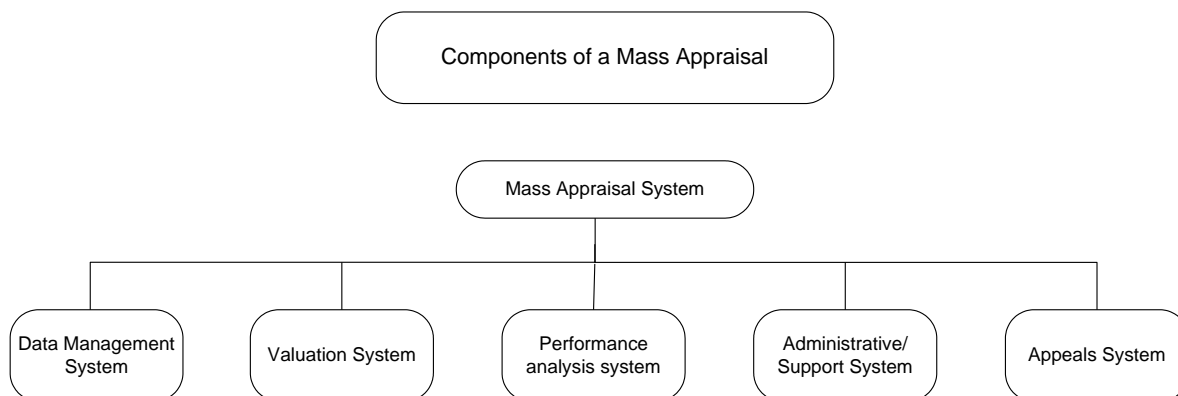 Components of a Mass Appraisal
Mass Appraisal System
Data Management
System
Valuation System
Performance
analysis system
Administrative/
Support System
Appeals System